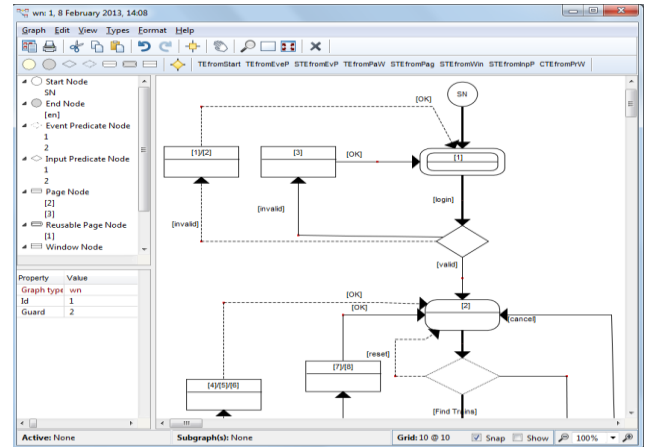 wn: 1, 8 February 2013, 14:08
Graph Edit View Types Format Help
TEfromStart TEfromEveP STEfromEvP TEfromPaW STEfromPag STEfromWin STEfromInpP CTEfromPrW
Start Node
SN
End Node
[en]
Event Predicate Node
1
2
Input Predicate Node
1
2
Page Node
[2]
[3]
Reusable Page Node
[1]
Window Node
Property Value
Graph type wn
Id 1
Guard 2
SN
[OK]
[1]/[2]
[3]
[OK]
[1]
[login]
[invalid]
[invalid]
[valid]
[OK]
[OK]
[2]
[cancel]
[reset]
[7]/[8]
[4]/[5]/[6]
[Find Trains]
Active: None Subgraph(s): None Grid: 10 @ 10 Snap Show 100%